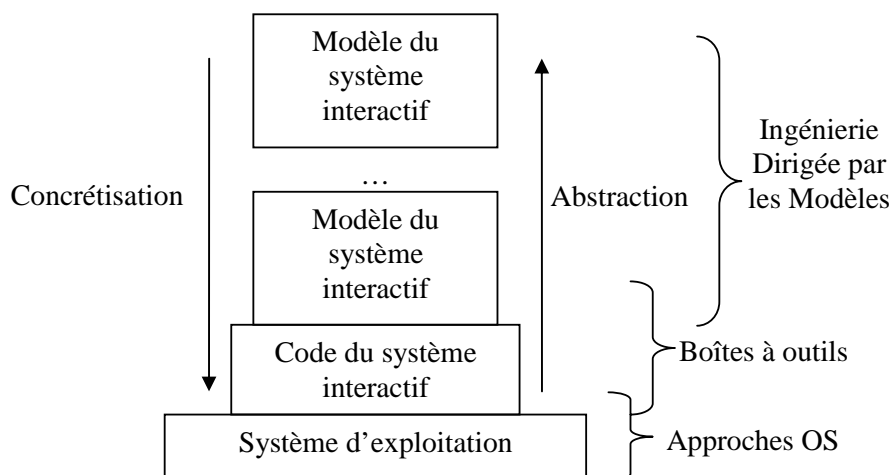 Modèle du
système
interactif
Ingénierie
Dirigée par
les Modèles
Concrétisation
…
Abstraction
Modèle du
système
interactif
Boîtes à outils
Code du système
interactif
Système d'exploitation
Approches OS